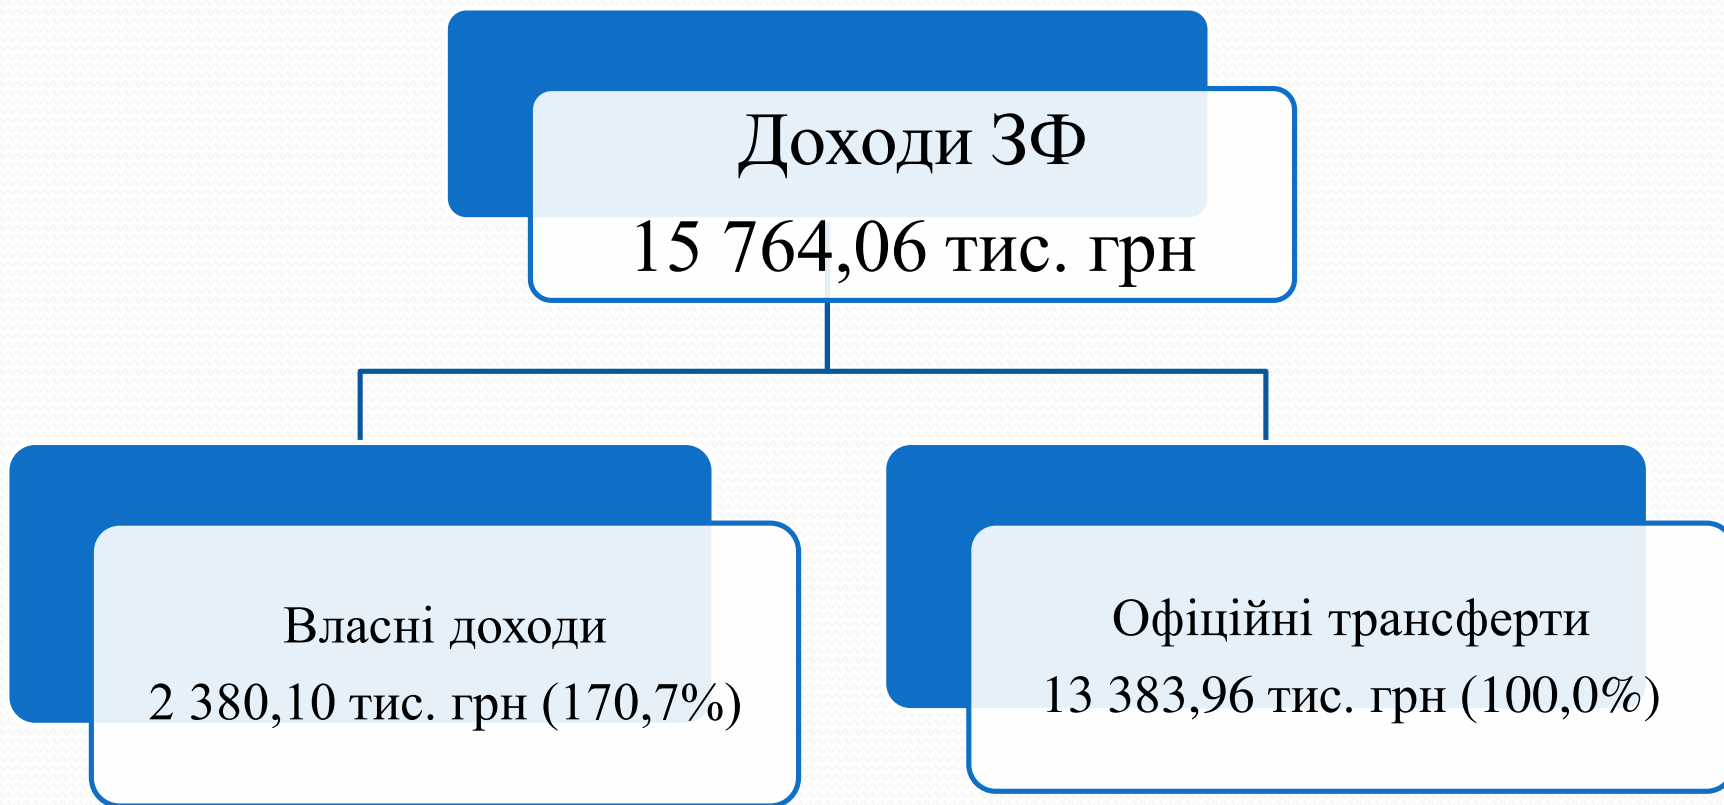 Доходи ЗФ
15 764,06 тис. грн
Власні доходи
2 380,10 тис. грн (170,7%)
Офіційні трансферти
13 383,96 тис. грн (100,0%)